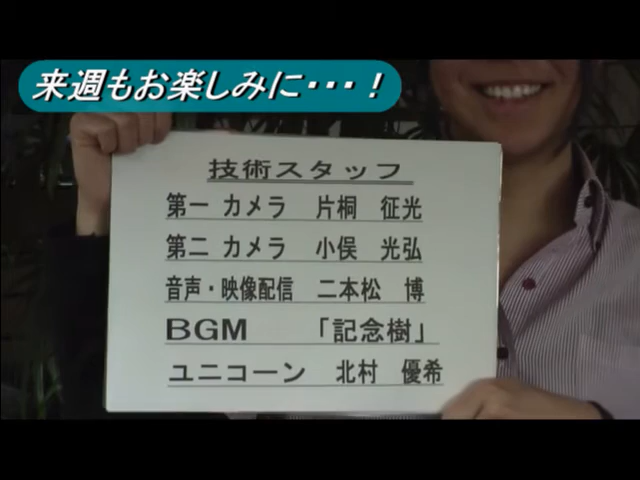 来週もお楽しみに・・・！
技術スタッフ
第一 カメラ 片桐 征光
第二 カメラ 小俣 光弘
音声・映像配信 二本松 博
BGM 「記念樹」
ユニコーン 北村 優希